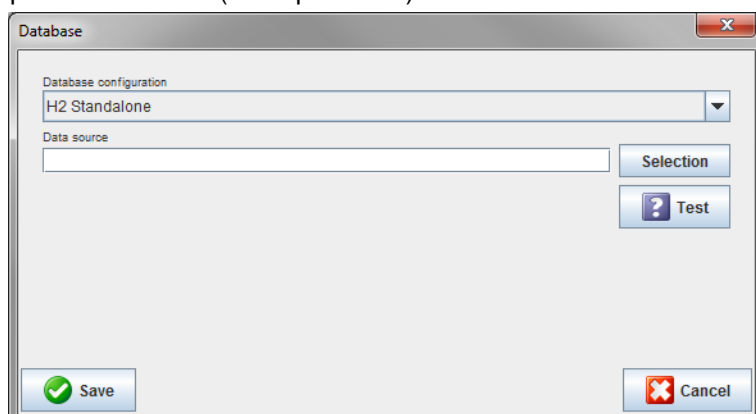 Database
Database configuration
H2 Standalone
Data source
Selection
? Test
Save
Cancel